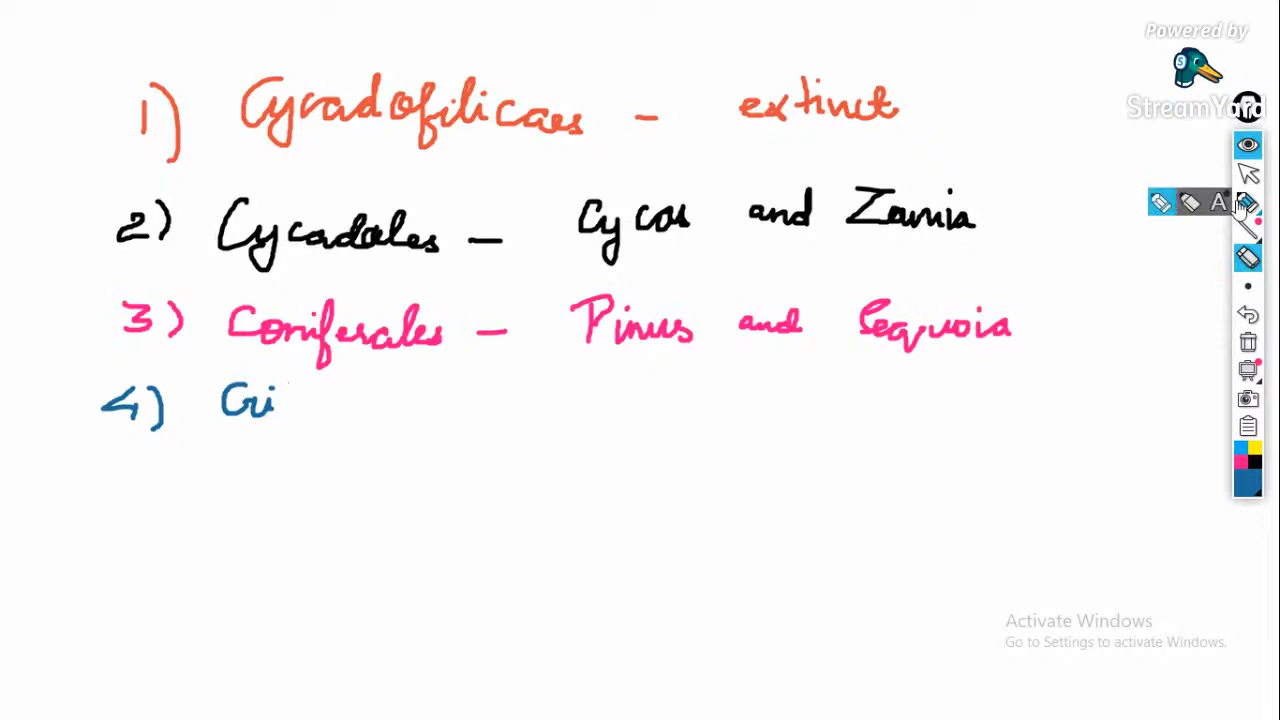 Powered by
StreamYard
1) Cycadofilicaes - extinct
2) Cycadales - Cycas and Zamia
3) Coniferales - Pinus and Sequoia
4) Gi
A
Activate Windows
Go to Settings to activate Windows.